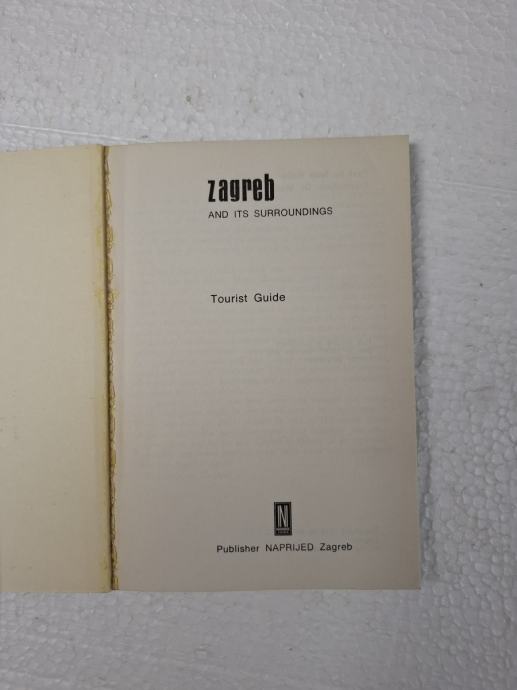 zagreb
AND ITS SURROUNDINGS
Tourist Guide
N
Publisher NAPRIJED Zagreb